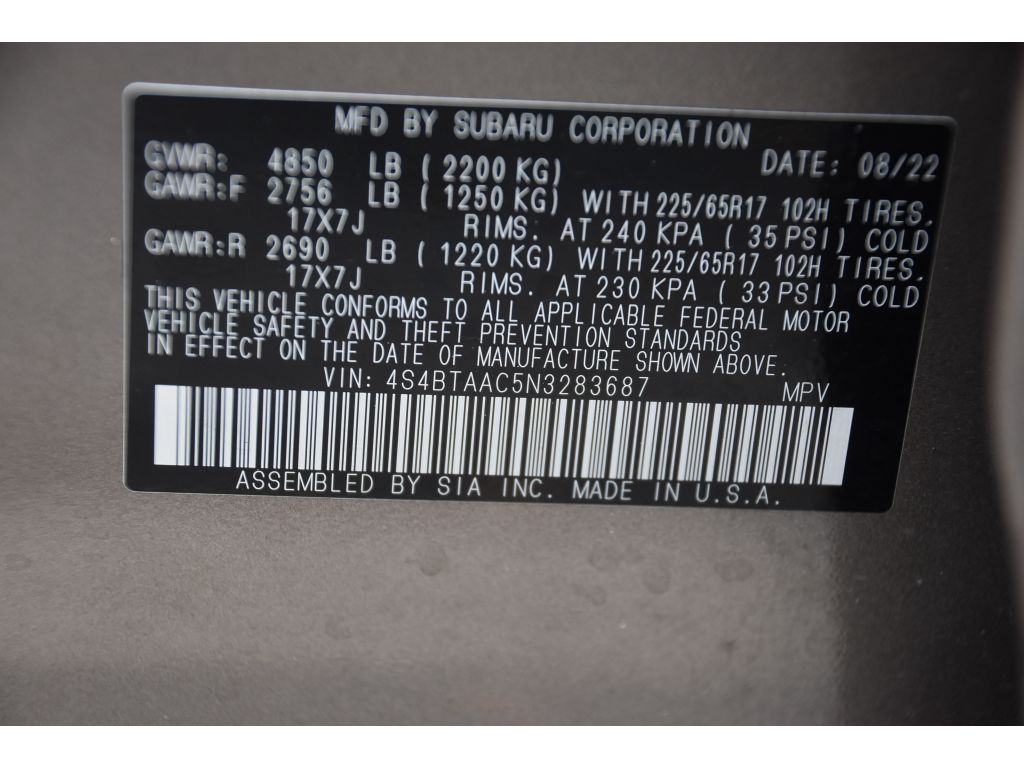 MFD BY SUBARU CORPORATION
GVWR: 4850 LB (2200 KG) DATE: 08/22
GAWR:F 2756 LB (1250 KG) WITH 225/65R17 102H TIRES.
17X7J RIMS. AT 240 KPA (35 PSI) COLD
GAWR:R 2690 LB (1220 KG) WITH 225/65R17 102H TIRES.
17X7J RIMS. AT 230 KPA (33 PSI) COLD
THIS VEHICLE CONFORMS TO ALL APPLICABLE FEDERAL MOTOR
VEHICLE SAFETY AND THEFT PREVENTION STANDARDS
IN EFFECT ON THE DATE OF MANUFACTURE SHOWN ABOVE.
VIN: 4S4BTAAC5N3283687 MPV
ASSEMBLED BY SIA INC. MADE IN U.S.A.